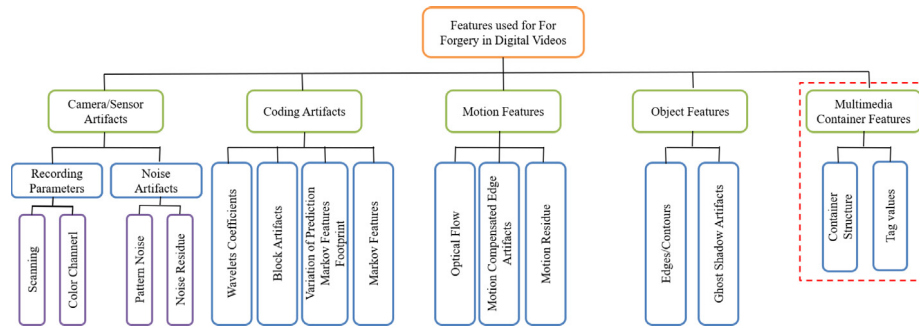 Features used for For
Forgery in Digital Videos
Camera/Sensor
Artifacts
Coding Artifacts
Motion Features
Object Features
Multimedia
Container Features
Recording
Parameters
Noise
Artifacts
Scanning
Color Channerl
Pattern Noise
Noise Residue
Wavelets Coefficients
Block Artifacts
Variation of Prediction
Markov Features
Footprint
Markov Features
Optical Flow
Motion Compensated Edge
Artifacts
Motion Residue
Edges/Contours
Ghost Shadow Artifacts
Container
Structure
Tag values